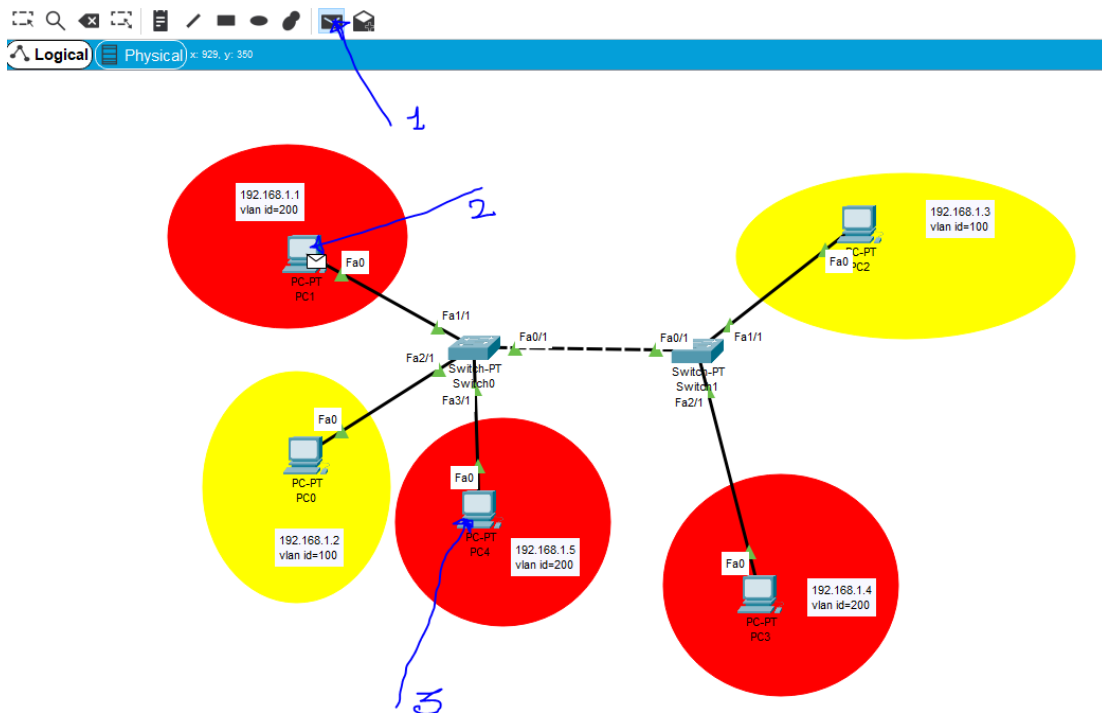 Logical
Physical
x: 929, y: 350
1
192.168.1.1
vlan id=200
2
192.168.1.3
vlan id=100
Fa0
PC-PT
PC1
Fa0
PC-PT
PC2
Fa1/1
Fa0/1
Fa0/1
Fa1/1
Fa2/1
Switch-PT
Switch0
Switch-PT
Switch1
Fa3/1
Fa2/1
Fa0
PC-PT
PC0
Fa0
PC-PT
PC4
192.168.1.2
vlan id=100
192.168.1.5
vlan id=200
Fa0
PC-PT
PC3
192.168.1.4
vlan id=200
3